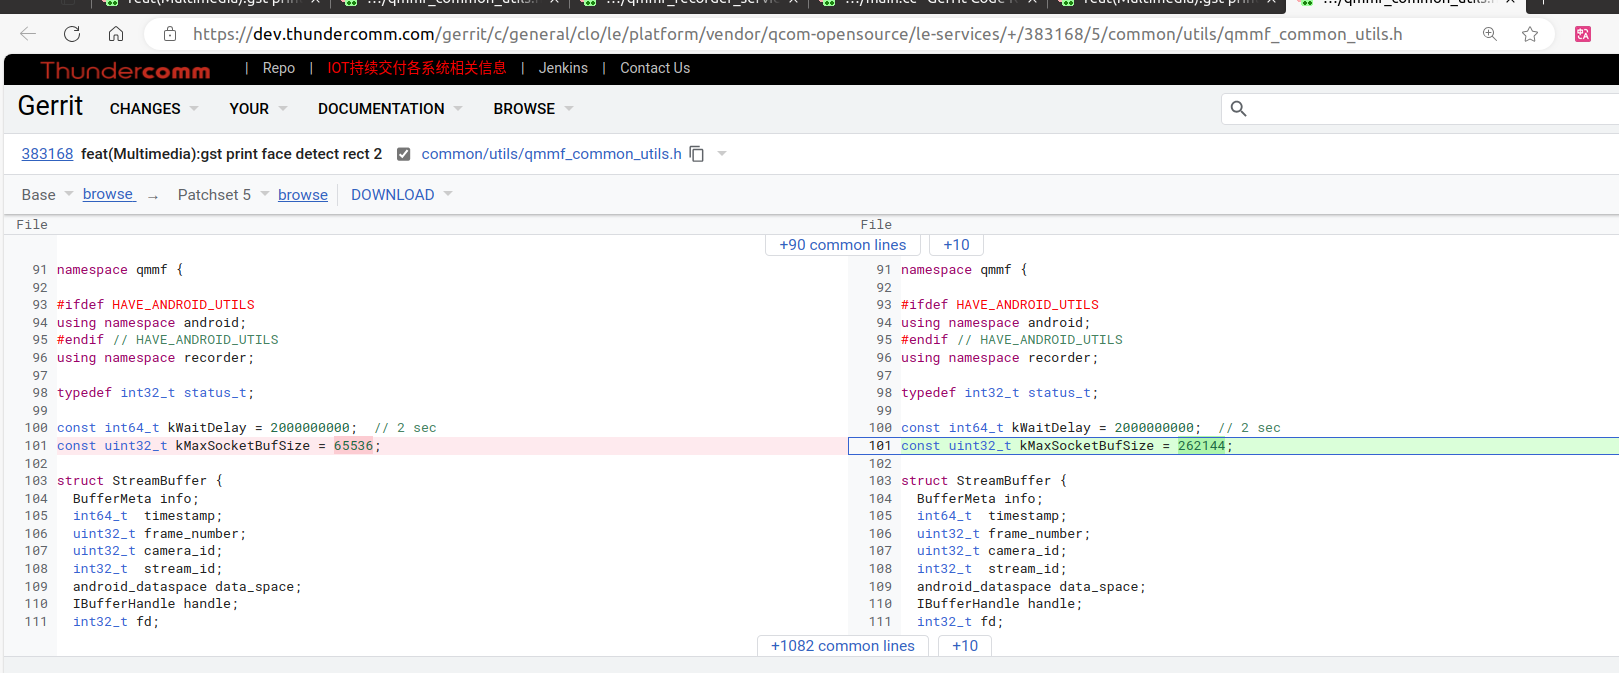 feat(Multimedia):gst prin × .../qmmf_common_utils. × .../qmmf_recorder_servi × .../main.cc · Gerrit Code × feat(Multimedia):gst prin × .../qmmf_common_utils. ×
https://dev.thundercomm.com/gerrit/c/general/clo/le/platform/vendor/qcom-opensource/le-services/+/383168/5/common/utils/qmmf_common_utils.h
Thundercomm | Repo | IOT持续交付各系统相关信息 | Jenkins | Contact Us
Gerrit CHANGES YOUR DOCUMENTATION BROWSE
383168 feat(Multimedia):gst print face detect rect 2 common/utils/qmmf_common_utils.h
Base browse → Patchset 5 browse DOWNLOAD
File File
+90 common lines +10
91 namespace qmmf { 91 namespace qmmf {
92 92
93 #ifdef HAVE_ANDROID_UTILS 93 #ifdef HAVE_ANDROID_UTILS
94 using namespace android; 94 using namespace android;
95 #endif // HAVE_ANDROID_UTILS 95 #endif // HAVE_ANDROID_UTILS
96 using namespace recorder; 96 using namespace recorder;
97 97
98 typedef int32_t status_t; 98 typedef int32_t status_t;
99 99
100 const int64_t kWaitDelay = 2000000000; // 2 sec 100 const int64_t kWaitDelay = 2000000000; // 2 sec
101 const uint32_t kMaxSocketBufSize = 65536; 101 const uint32_t kMaxSocketBufSize = 262144;
102 102
103 struct StreamBuffer { 103 struct StreamBuffer {
104 BufferMeta info; 104 BufferMeta info;
105 int64_t timestamp; 105 int64_t timestamp;
106 uint32_t frame_number; 106 uint32_t frame_number;
107 uint32_t camera_id; 107 uint32_t camera_id;
108 int32_t stream_id; 108 int32_t stream_id;
109 android_dataspace data_space; 109 android_dataspace data_space;
110 IBufferHandle handle; 110 IBufferHandle handle;
111 int32_t fd; 111 int32_t fd;
+1082 common lines +10